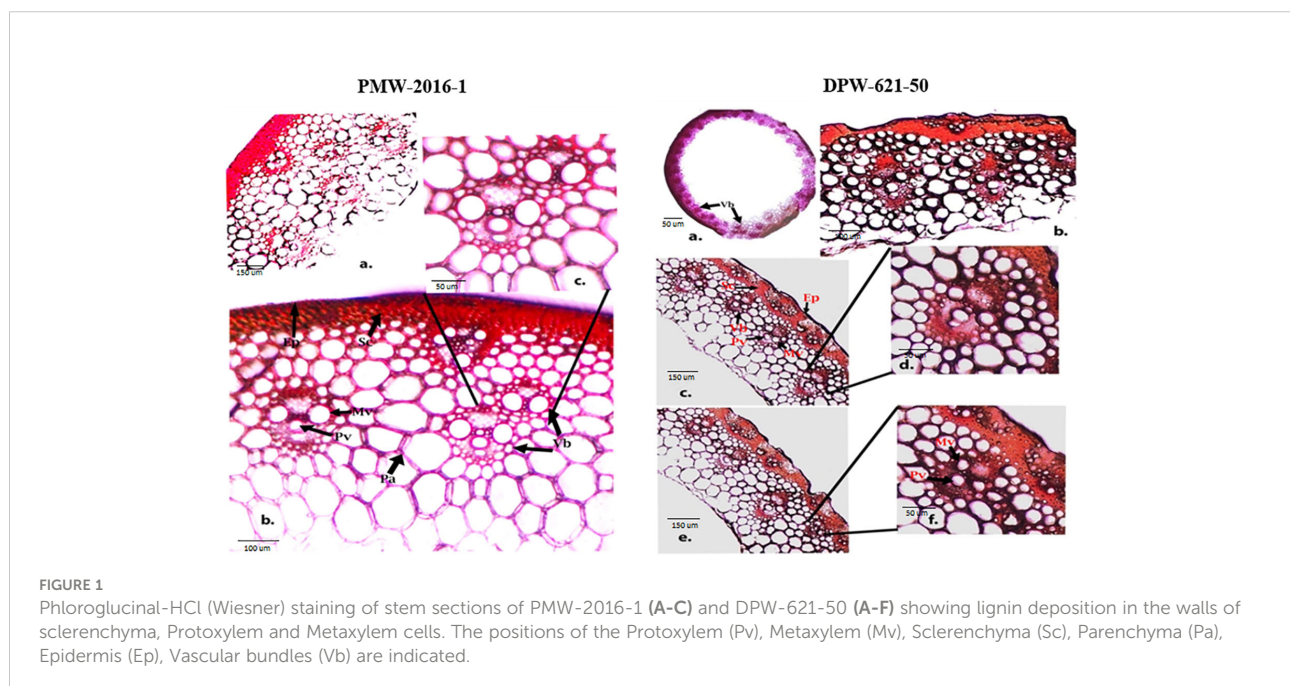 PMW-2016-1
DPW-621-50
150 um
a.
50 um
c.
Ep
Sc
Mv
Pv
Vb
Pa
b.
100 um
Vb
50 um
a.
b.
Sc
Ep
Vb
Pv
Mv
150 um
c.
d.
150 um
e.
Mv
Pv
50 um
f.
FIGURE 1
Phloroglucinal-HCl (Wiesner) staining of stem sections of PMW-2016-1 (A-C) and DPW-621-50 (A-F) showing lignin deposition in the walls of
sclerenchyma, Protoxylem and Metaxylem cells. The positions of the Protoxylem (Pv), Metaxylem (Mv), Sclerenchyma (Sc), Parenchyma (Pa),
Epidermis (Ep), Vascular bundles (Vb) are indicated.